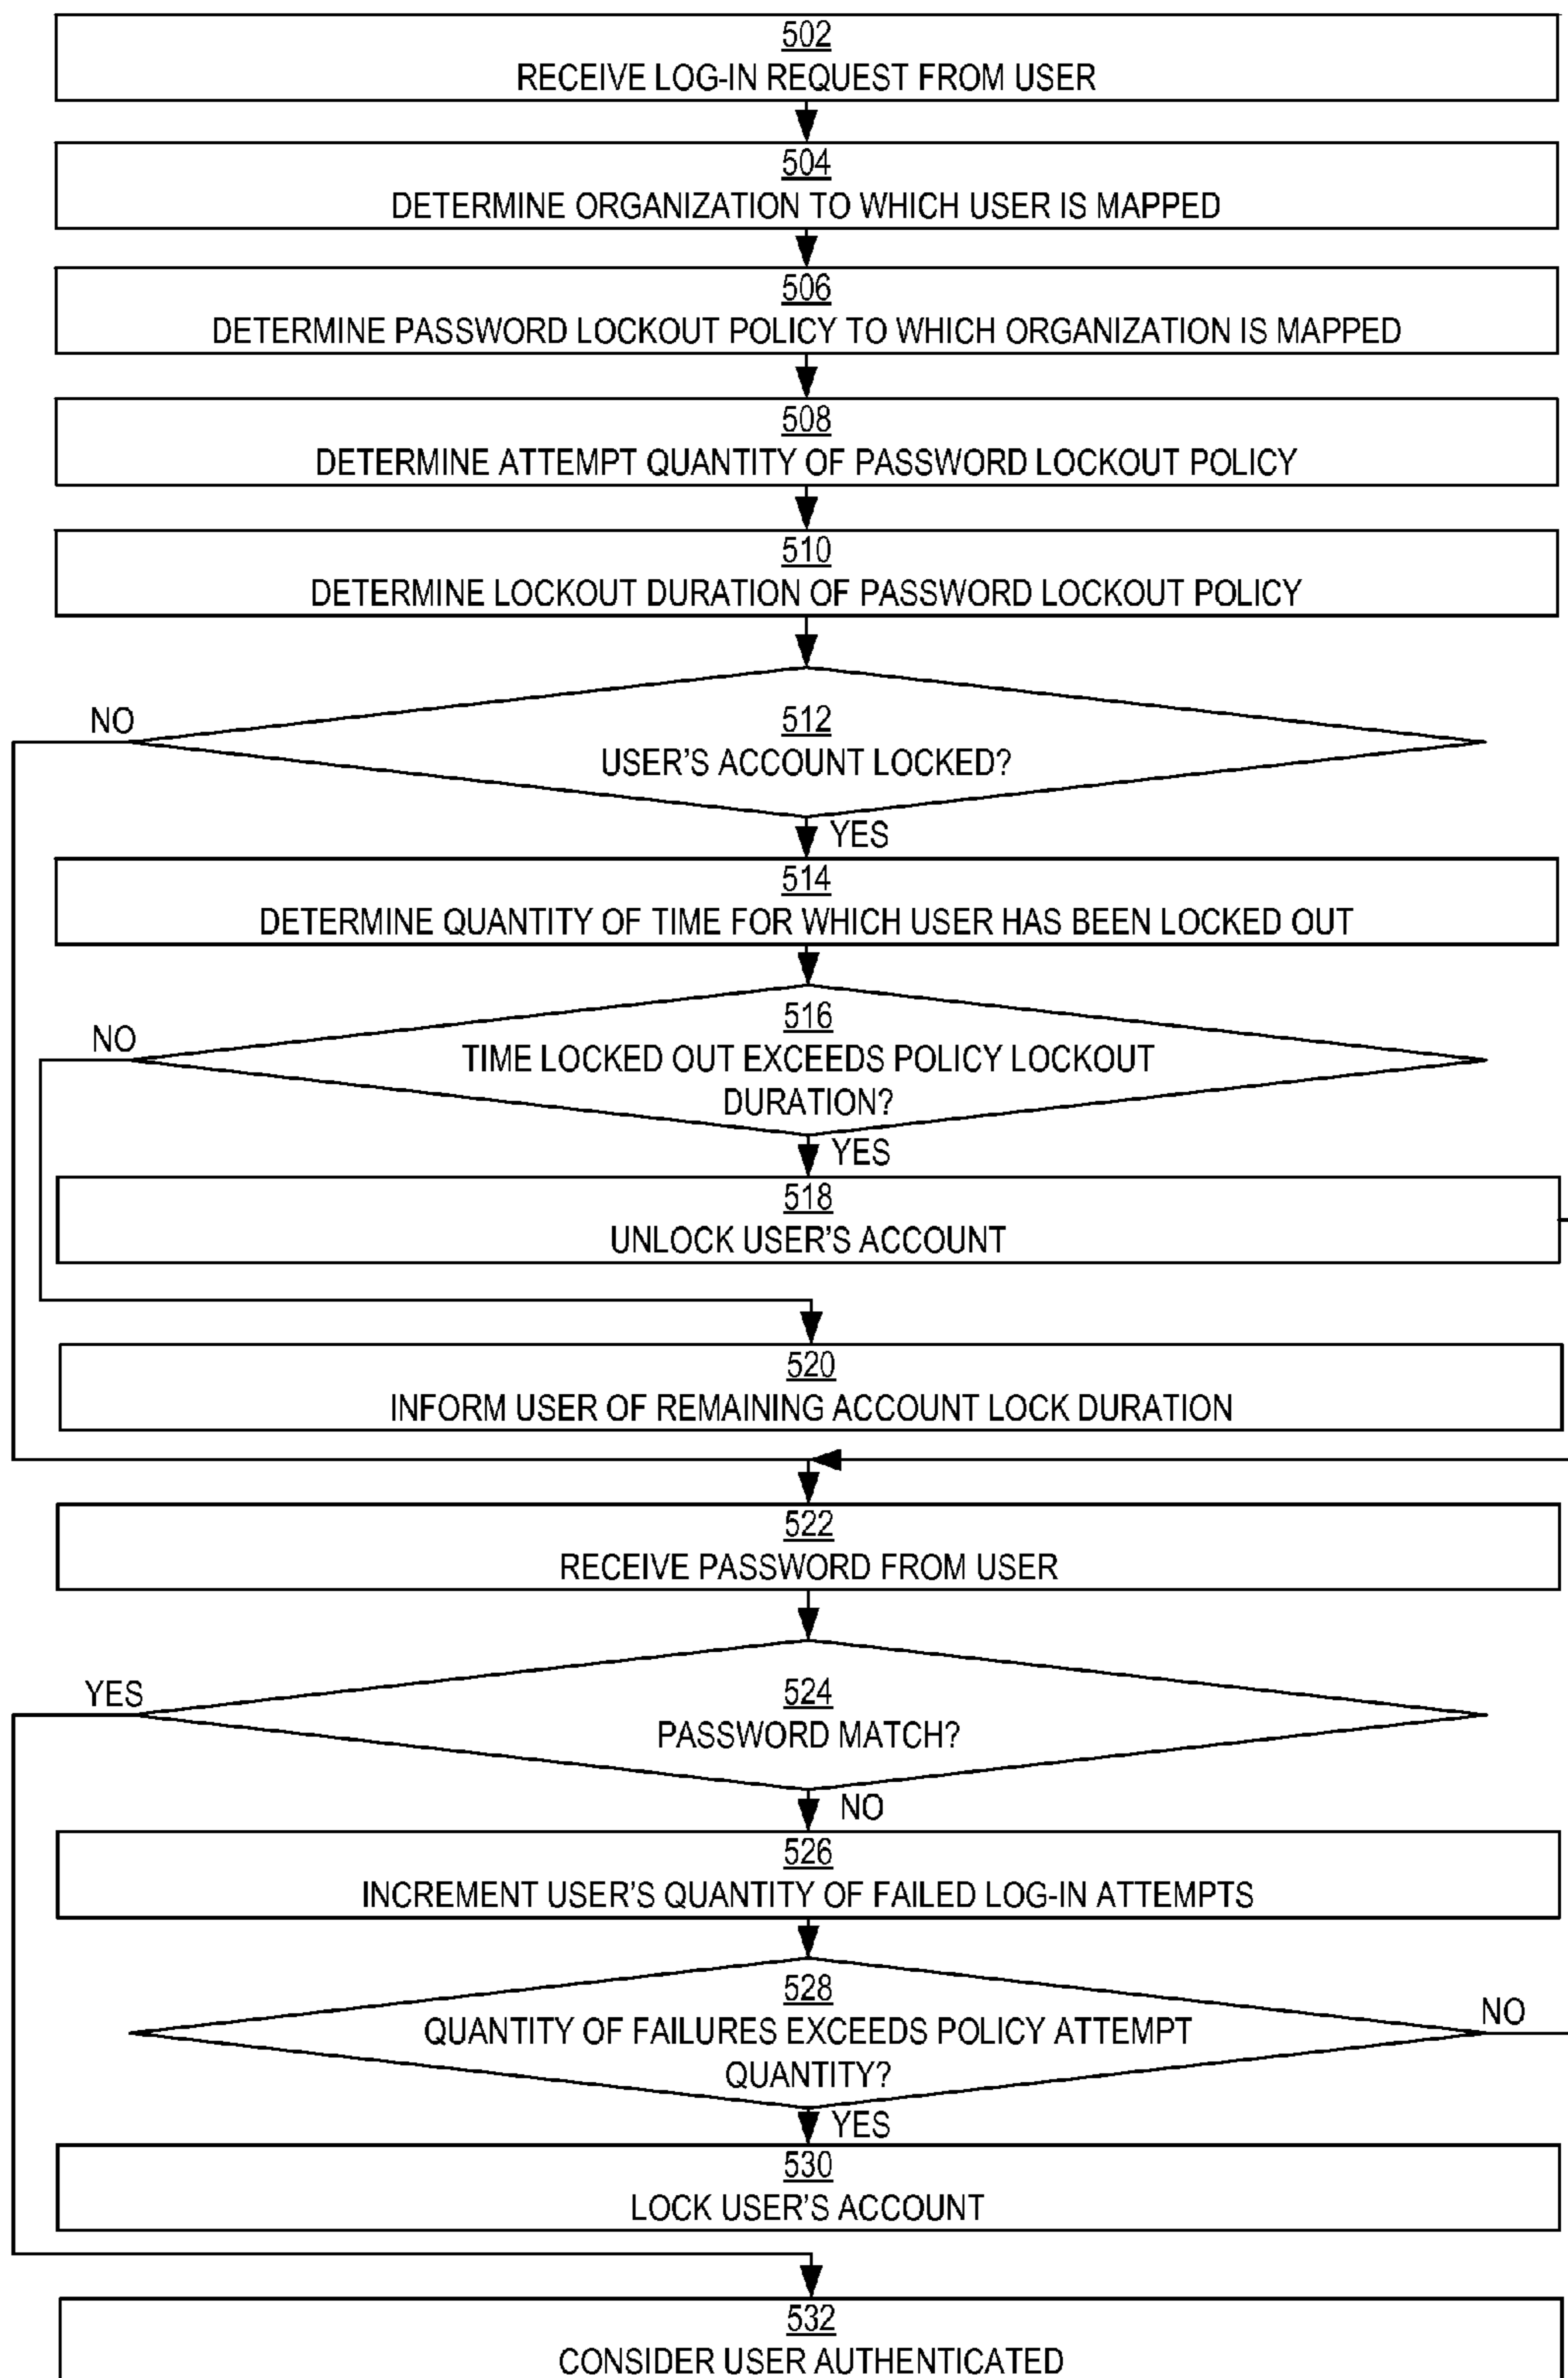 502
RECEIVE LOG-IN REQUEST FROM USER
504
DETERMINE ORGANIZATION TO WHICH USER IS MAPPED
506
DETERMINE PASSWORD LOCKOUT POLICY TO WHICH ORGANIZATION IS MAPPED
508
DETERMINE ATTEMPT QUANTITY OF PASSWORD LOCKOUT POLICY
510
DETERMINE LOCKOUT DURATION OF PASSWORD LOCKOUT POLICY
NO
512
USER'S ACCOUNT LOCKED?
YES
514
DETERMINE QUANTITY OF TIME FOR WHICH USER HAS BEEN LOCKED OUT
NO
516
TIME LOCKED OUT EXCEEDS POLICY LOCKOUT
DURATION?
YES
518
UNLOCK USER'S ACCOUNT
520
INFORM USER OF REMAINING ACCOUNT LOCK DURATION
522
RECEIVE PASSWORD FROM USER
YES
524
PASSWORD MATCH?
NO
526
INCREMENT USER'S QUANTITY OF FAILED LOG-IN ATTEMPTS
528
NO
QUANTITY OF FAILURES EXCEEDS POLICY ATTEMPT
QUANTITY?
YES
530
LOCK USER'S ACCOUNT
532
CONSIDER USER AUTHENTICATED